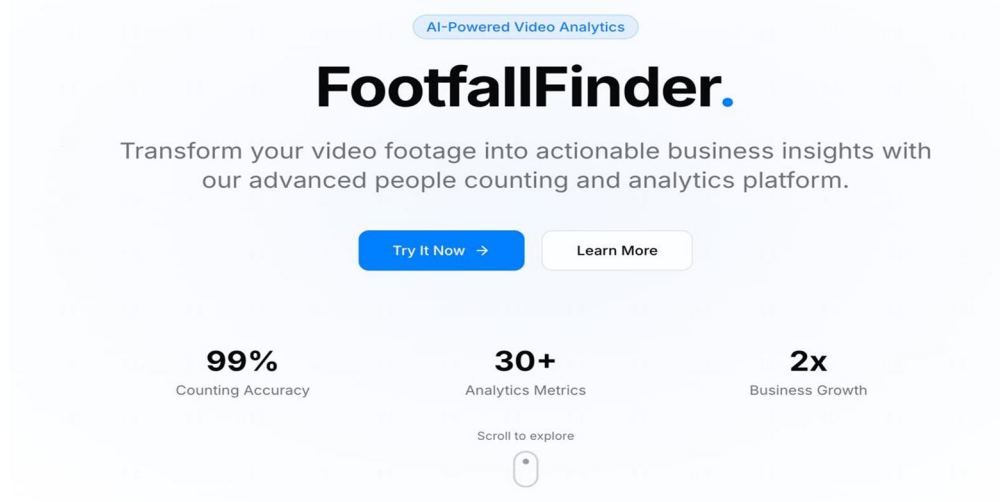 AI-Powered Video Analytics
FootfallFinder.
Transform your video footage into actionable business insights with
our advanced people counting and analytics platform.
Try It Now →
Learn More
99%
Counting Accuracy
30+
Analytics Metrics
2x
Business Growth
Scroll to explore